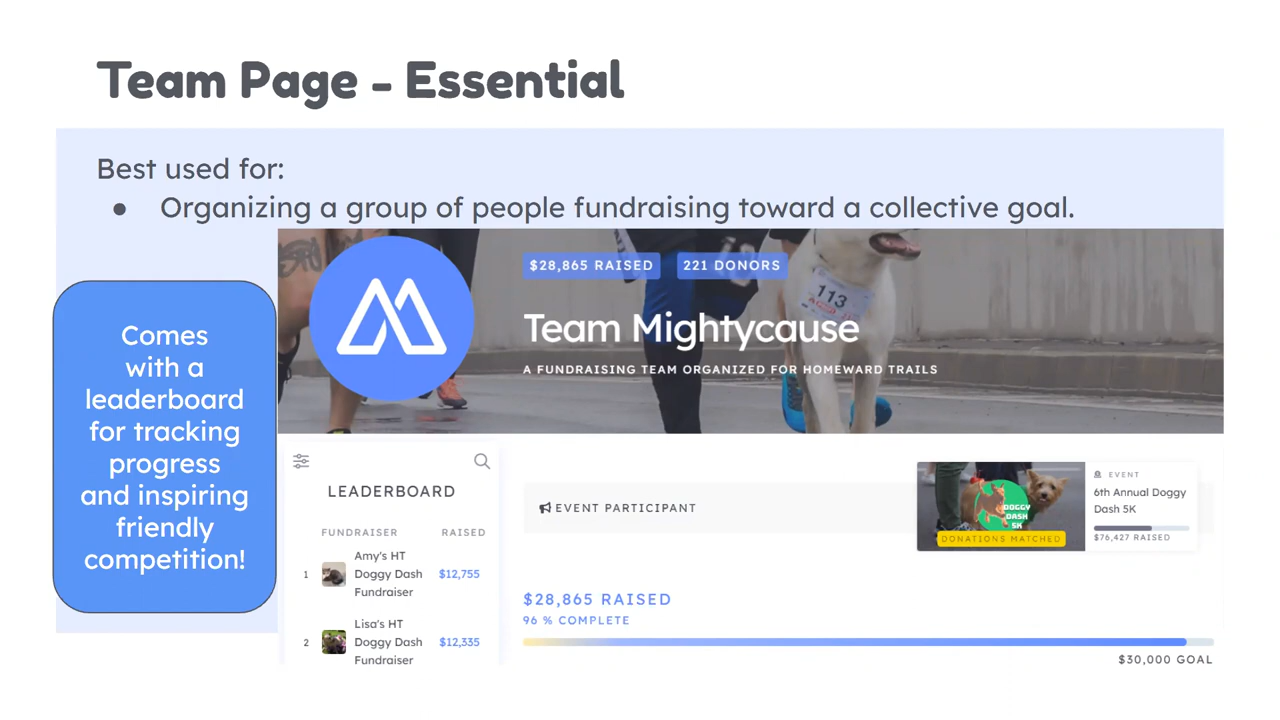 Team Page - Essential
Best used for:
● Organizing a group of people fundraising toward a collective goal.
Comes
with a
leaderboard
for tracking
progress
and inspiring
friendly
competition!
$28,865 RAISED
221 DONORS
113
Team Mightycause
A FUNDRAISING TEAM ORGANIZED FOR HOMEWARD TRAILS
LEADERBOARD
FUNDRAISER RAISED
1 Amy's HT
Doggy Dash $12,755
Fundraiser
2 Lisa's HT
Doggy Dash $12,335
Fundraiser
EVENT PARTICIPANT
DOGGY
DASH
5K
DONATIONS MATCHED
EVENT
6th Annual Doggy
Dash 5K
$76,427 RAISED
$28,865 RAISED
96 % COMPLETE
$30,000 GOAL